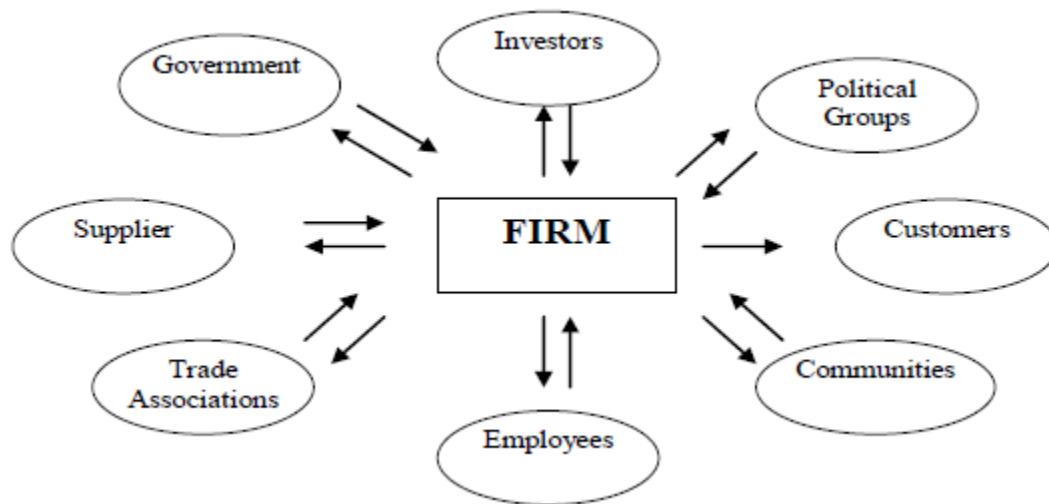 Investors
Government
Political
Groups
Supplier
FIRM
Customers
Trade
Associations
Communities
Employees